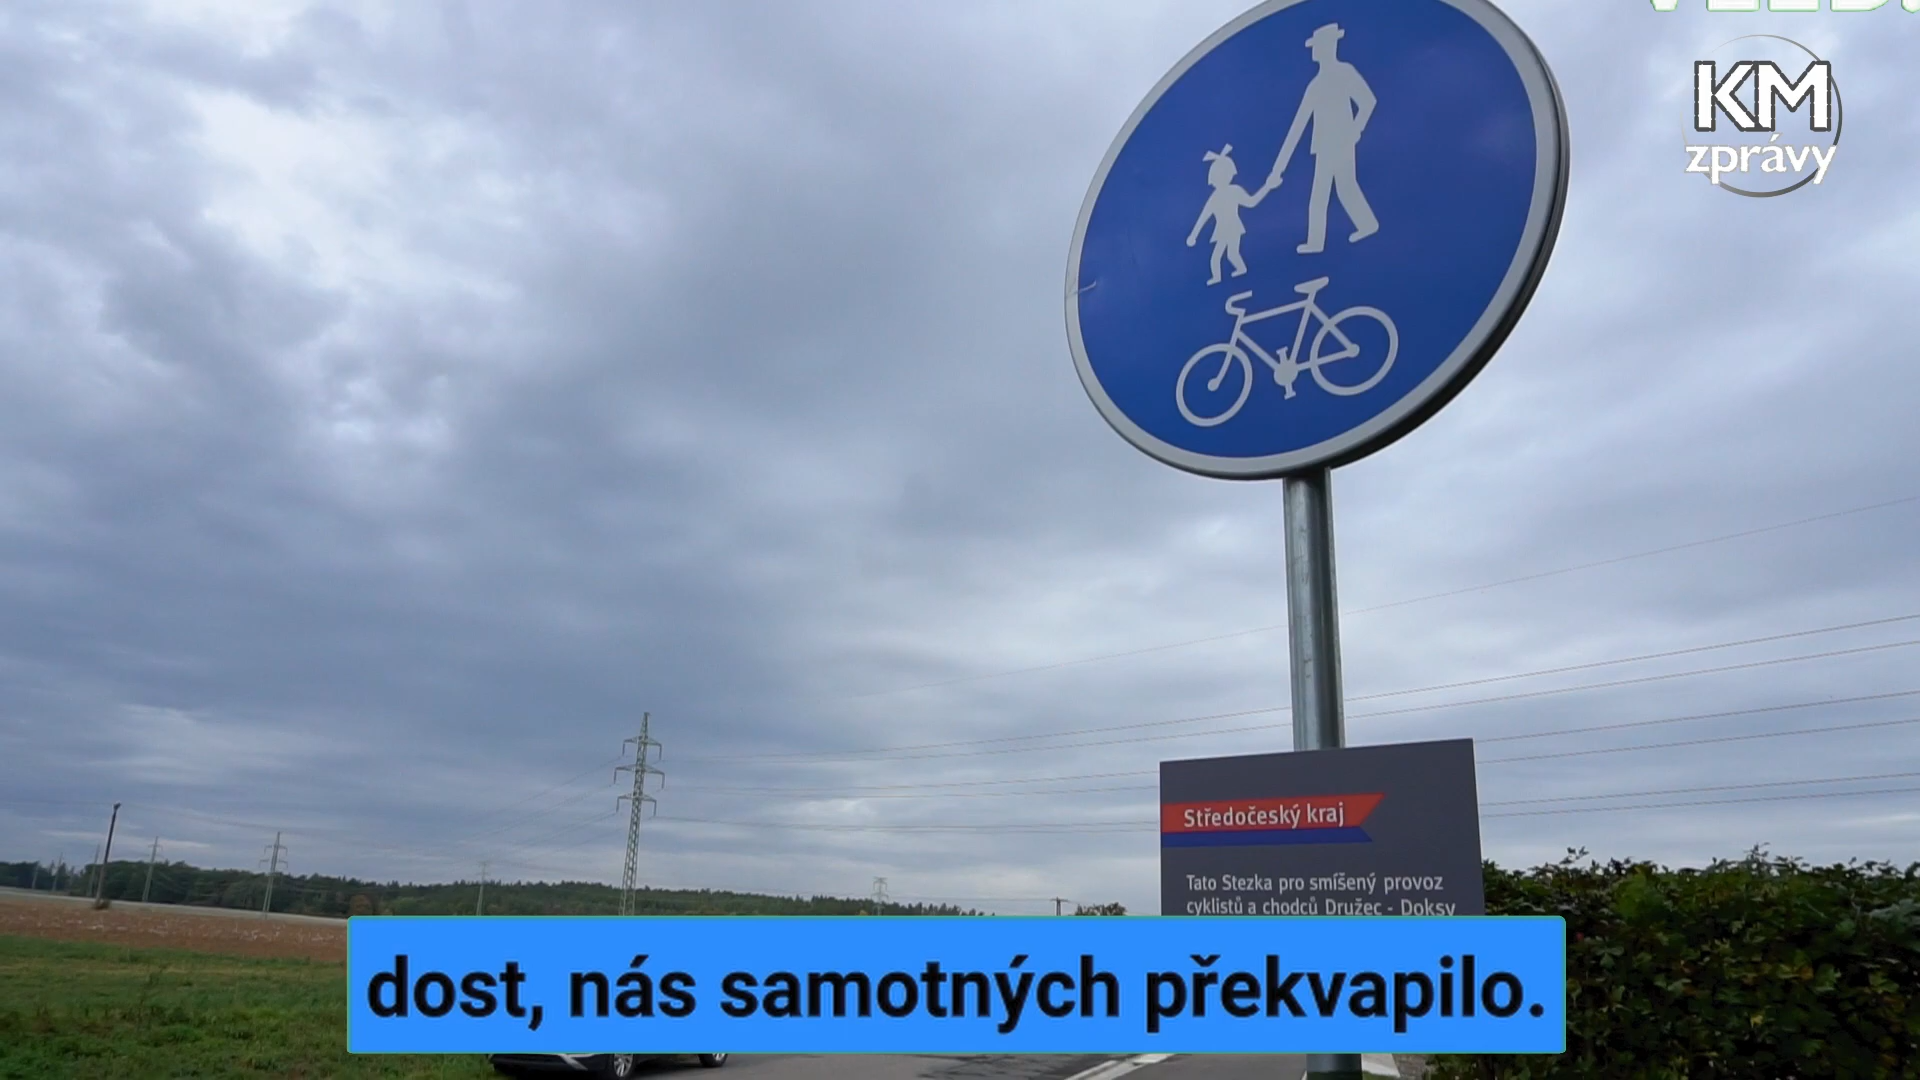 KM
zprávy
Středočeský kraj
Tato Stezka pro smíšený provoz
cyklistů a chodců Družec - Doksy
dost, nás samotných překvapilo.